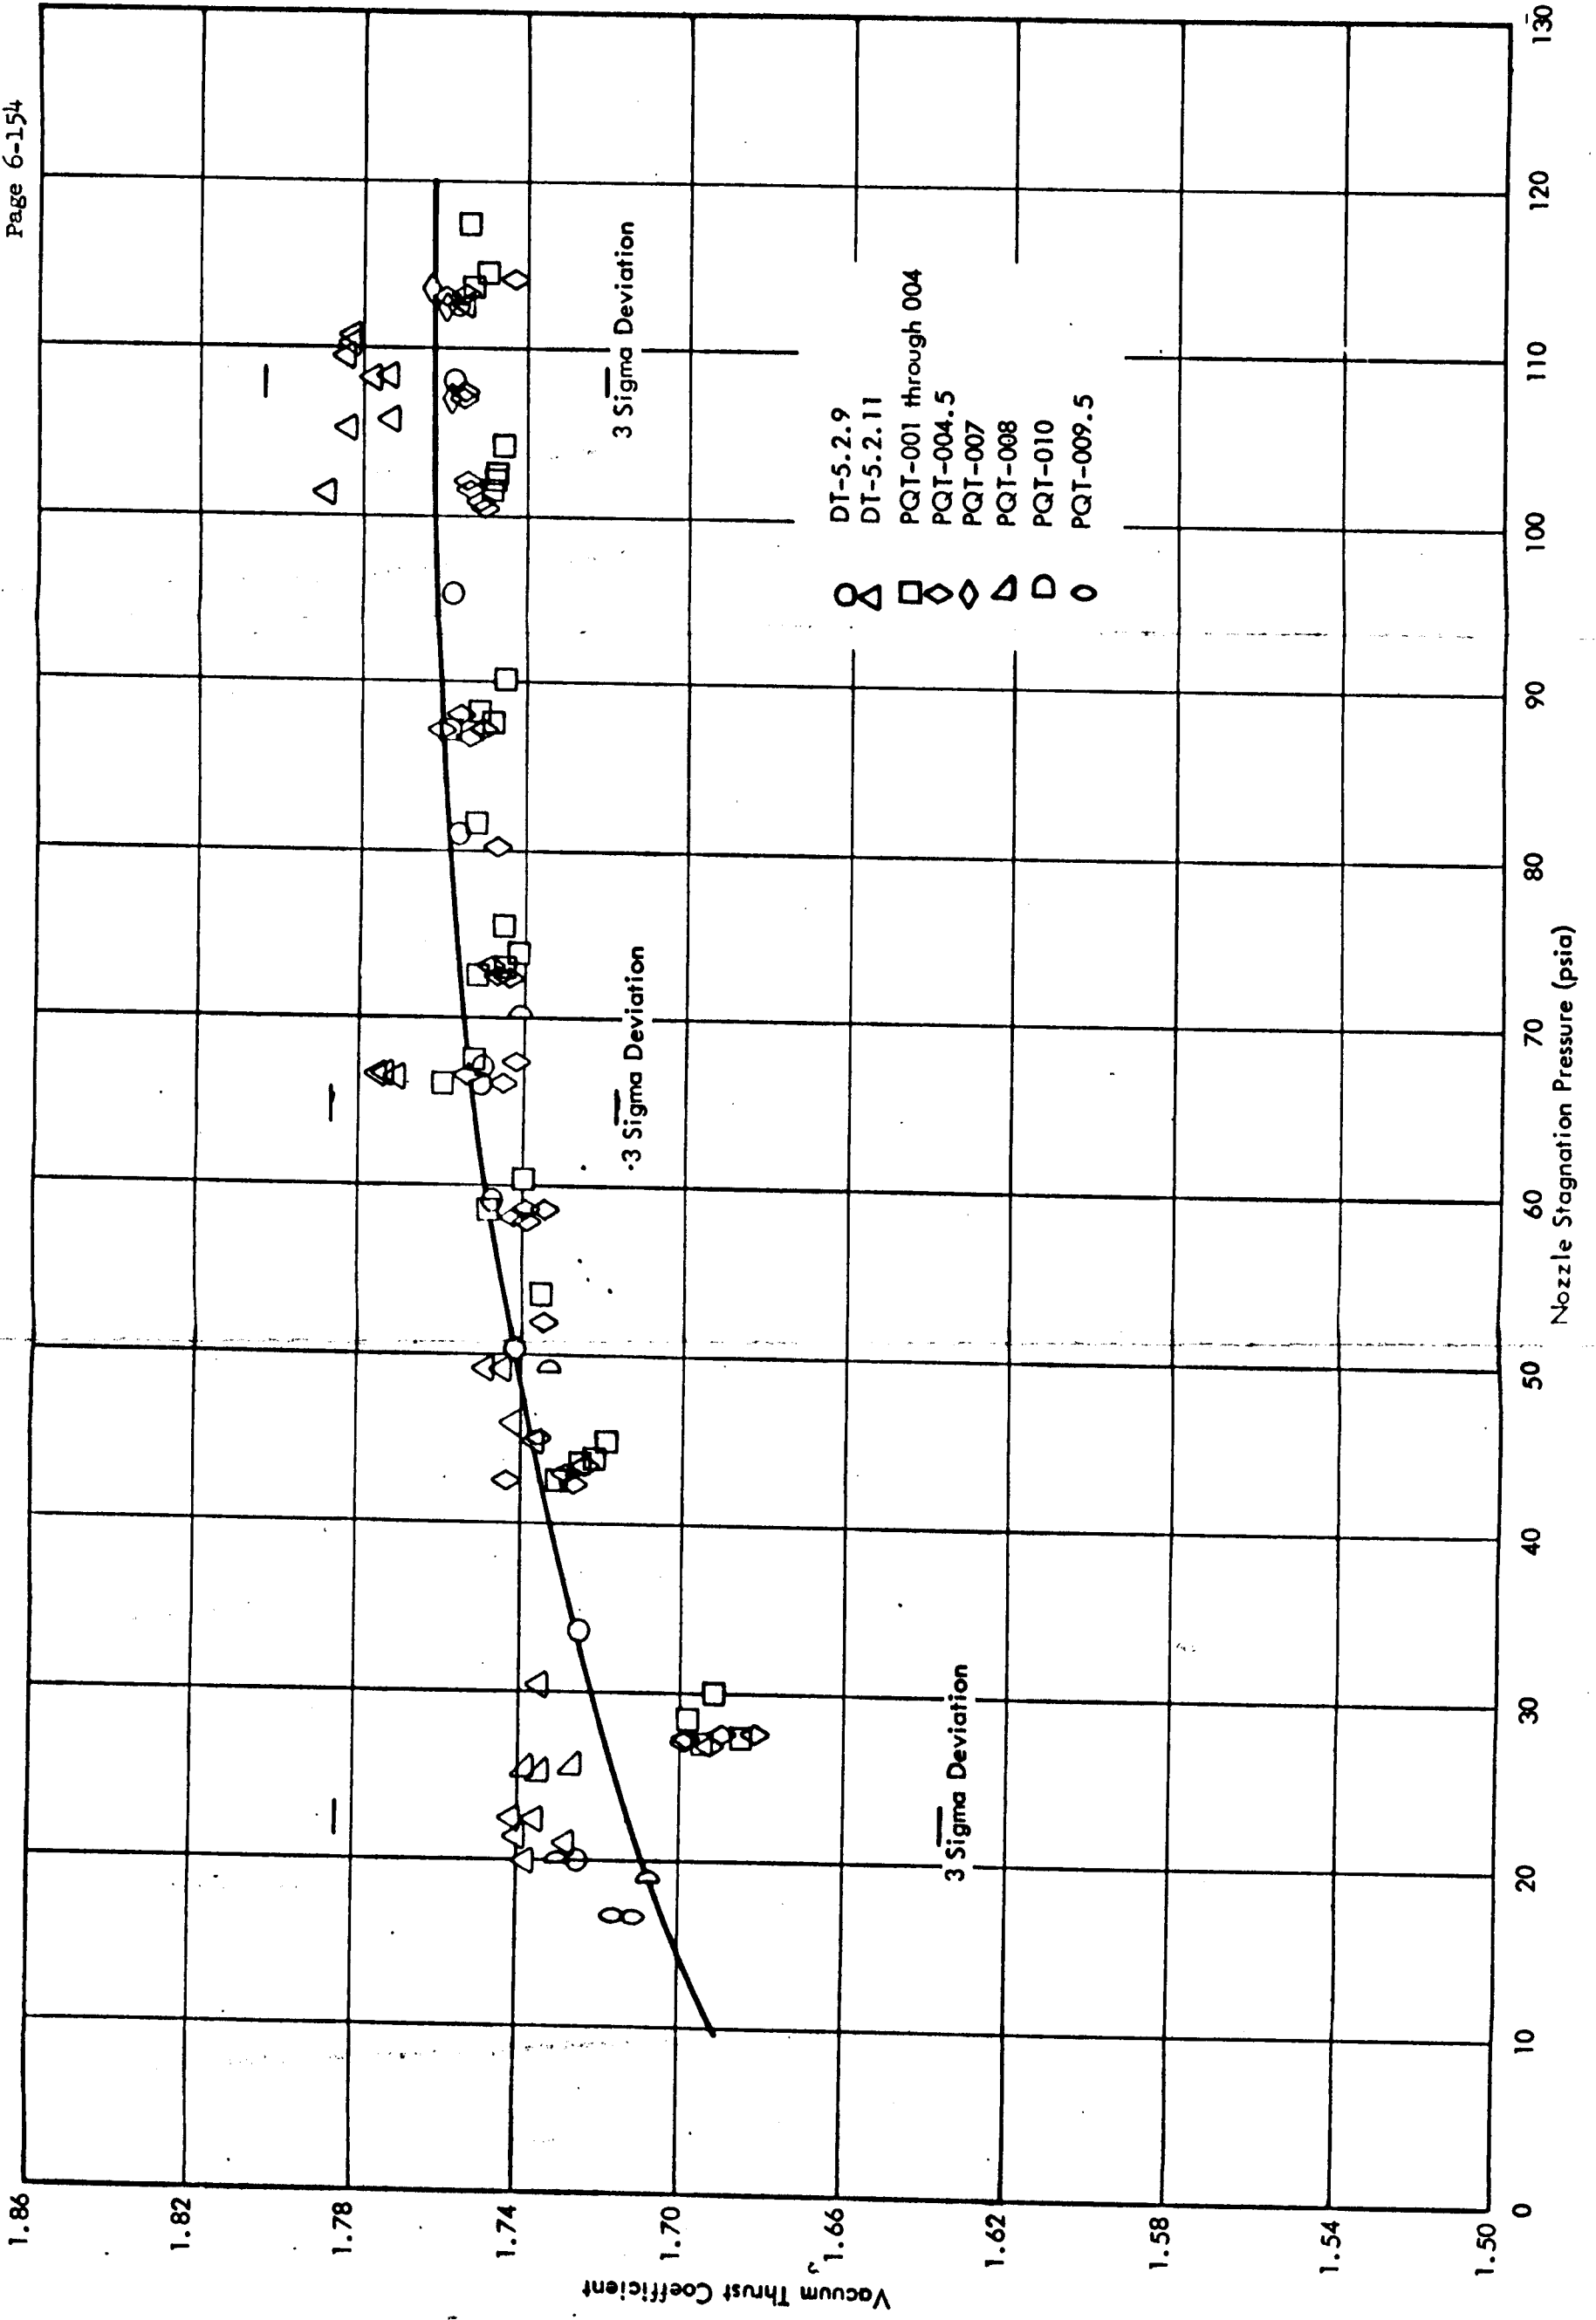 Page 6-154
1.86
1.82
1.78
1.74
1.70
1.66
1.62
1.58
1.54
1.50
Vacuum Thrust Coefficient
3 Sigma Deviation
3 Sigma Deviation
3 Sigma Deviation
DT-5.2.9
DT-5.2.11
PQT-001 through 004
PQT-004.5
PQT-007
PQT-008
PQT-010
PQT-009.5
0
10
20
30
40
50
60
70
80
90
100
110
120
130
Nozzle Stagnation Pressure (psia)